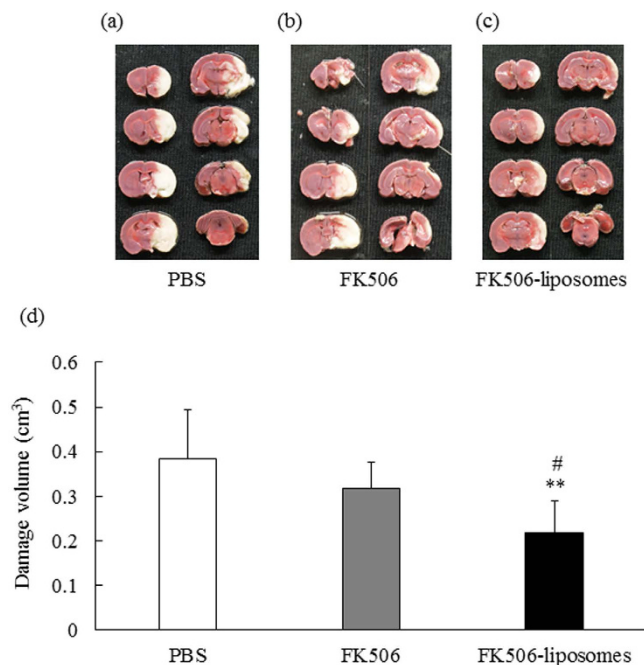 (a) (b) (c)
PBS FK506 FK506-liposomes
(d)
Damage volume (cm³)
0.6
0.5
0.4
0.3
0.2
0.1
0
#
**
PBS FK506 FK506-liposomes